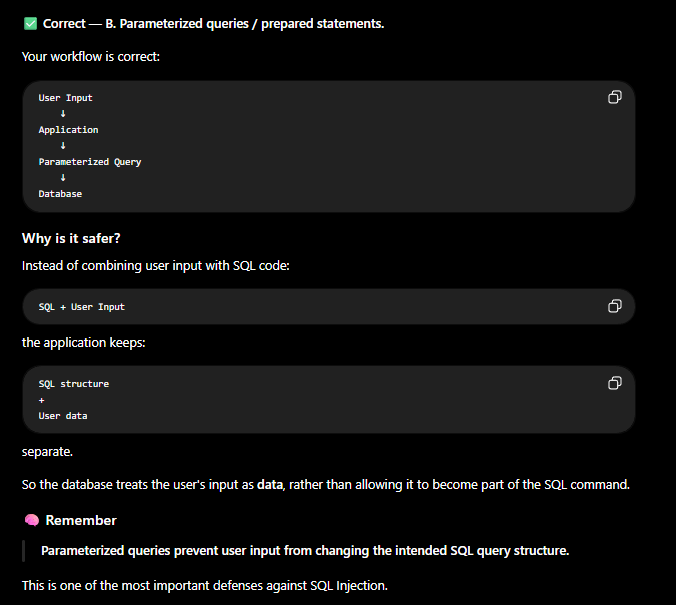 ✅ Correct — B. Parameterized queries / prepared statements.
Your workflow is correct:
User Input
↓
Application
↓
Parameterized Query
↓
Database
Why is it safer?
Instead of combining user input with SQL code:
SQL + User Input
the application keeps:
SQL structure
+
User data
separate.
So the database treats the user's input as data, rather than allowing it to become part of the SQL command.
🧠 Remember
Parameterized queries prevent user input from changing the intended SQL query structure.
This is one of the most important defenses against SQL Injection.